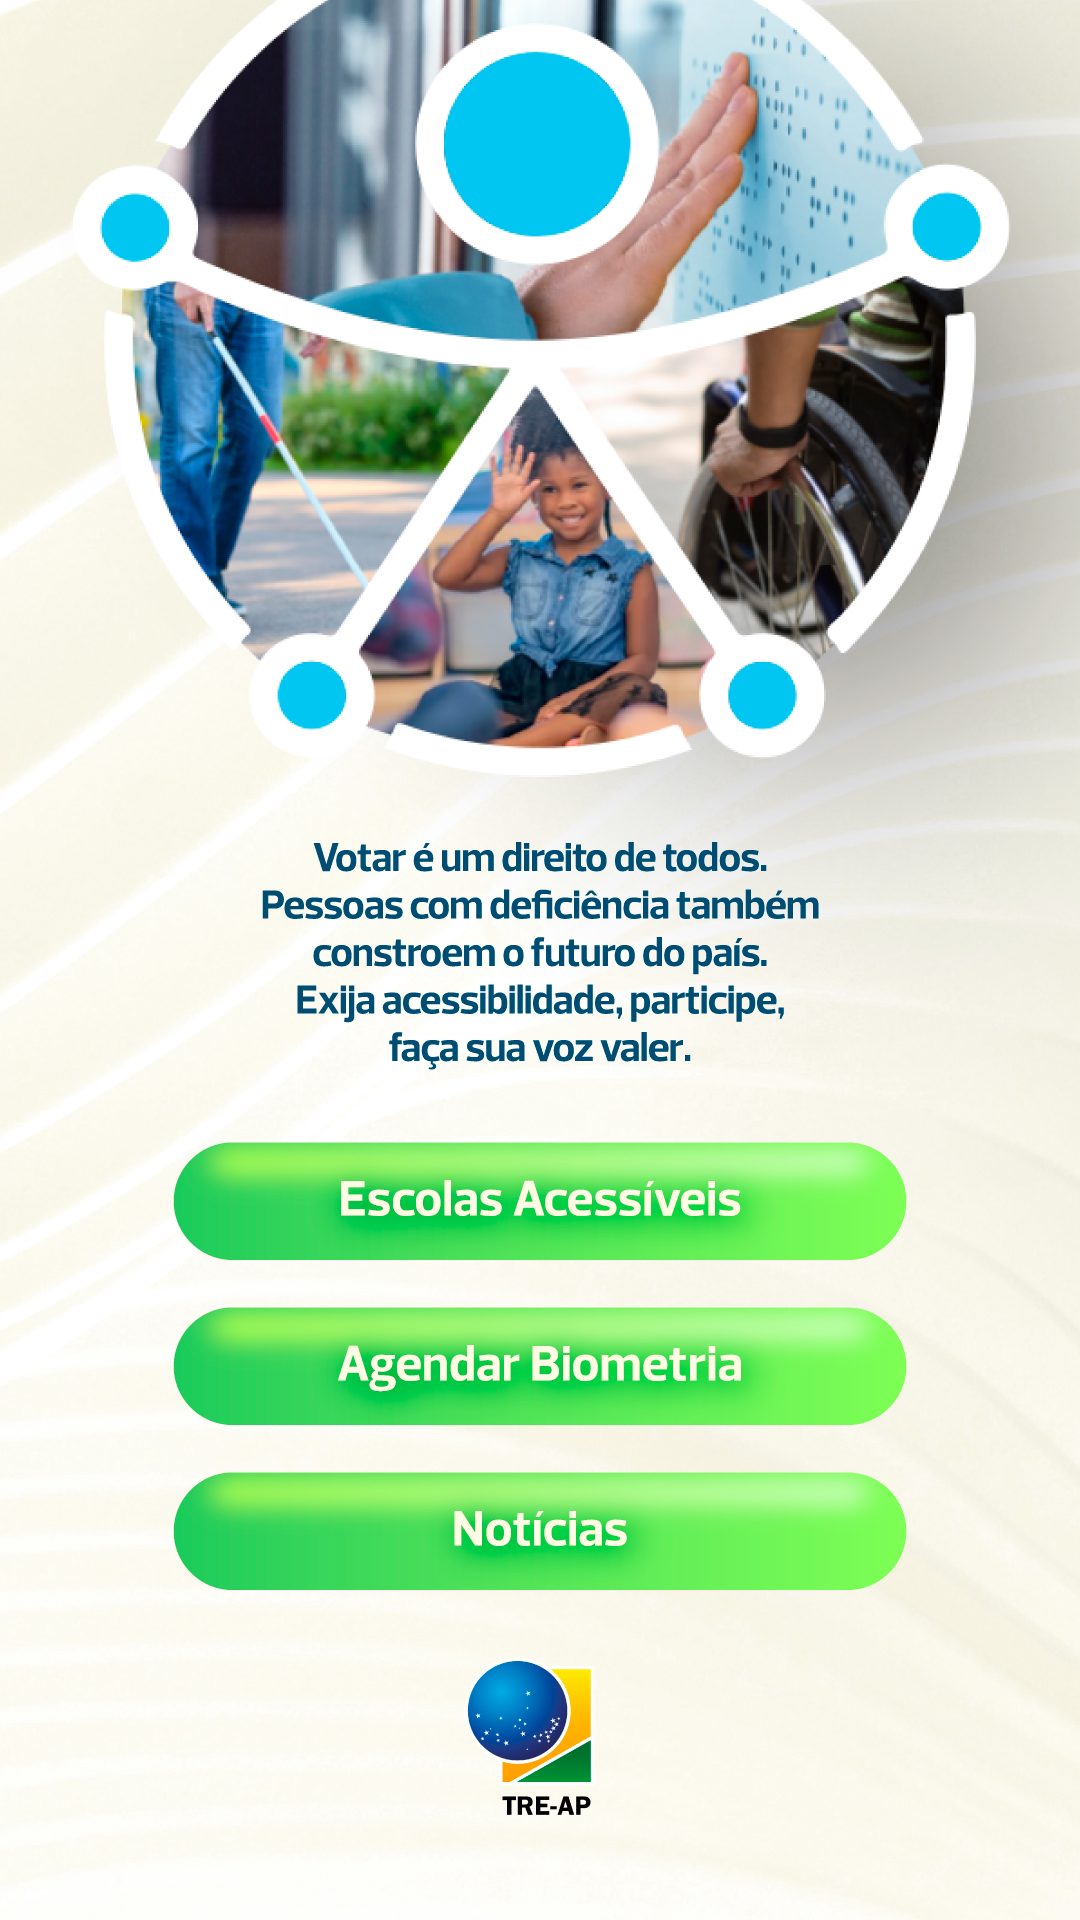 Votar é um direito de todos.
Pessoas com deficiência também
constroem o futuro do país.
Exija acessibilidade, participe,
faça sua voz valer.
Escolas Acessíveis
Agendar Biometria
Notícias
TRE-AP